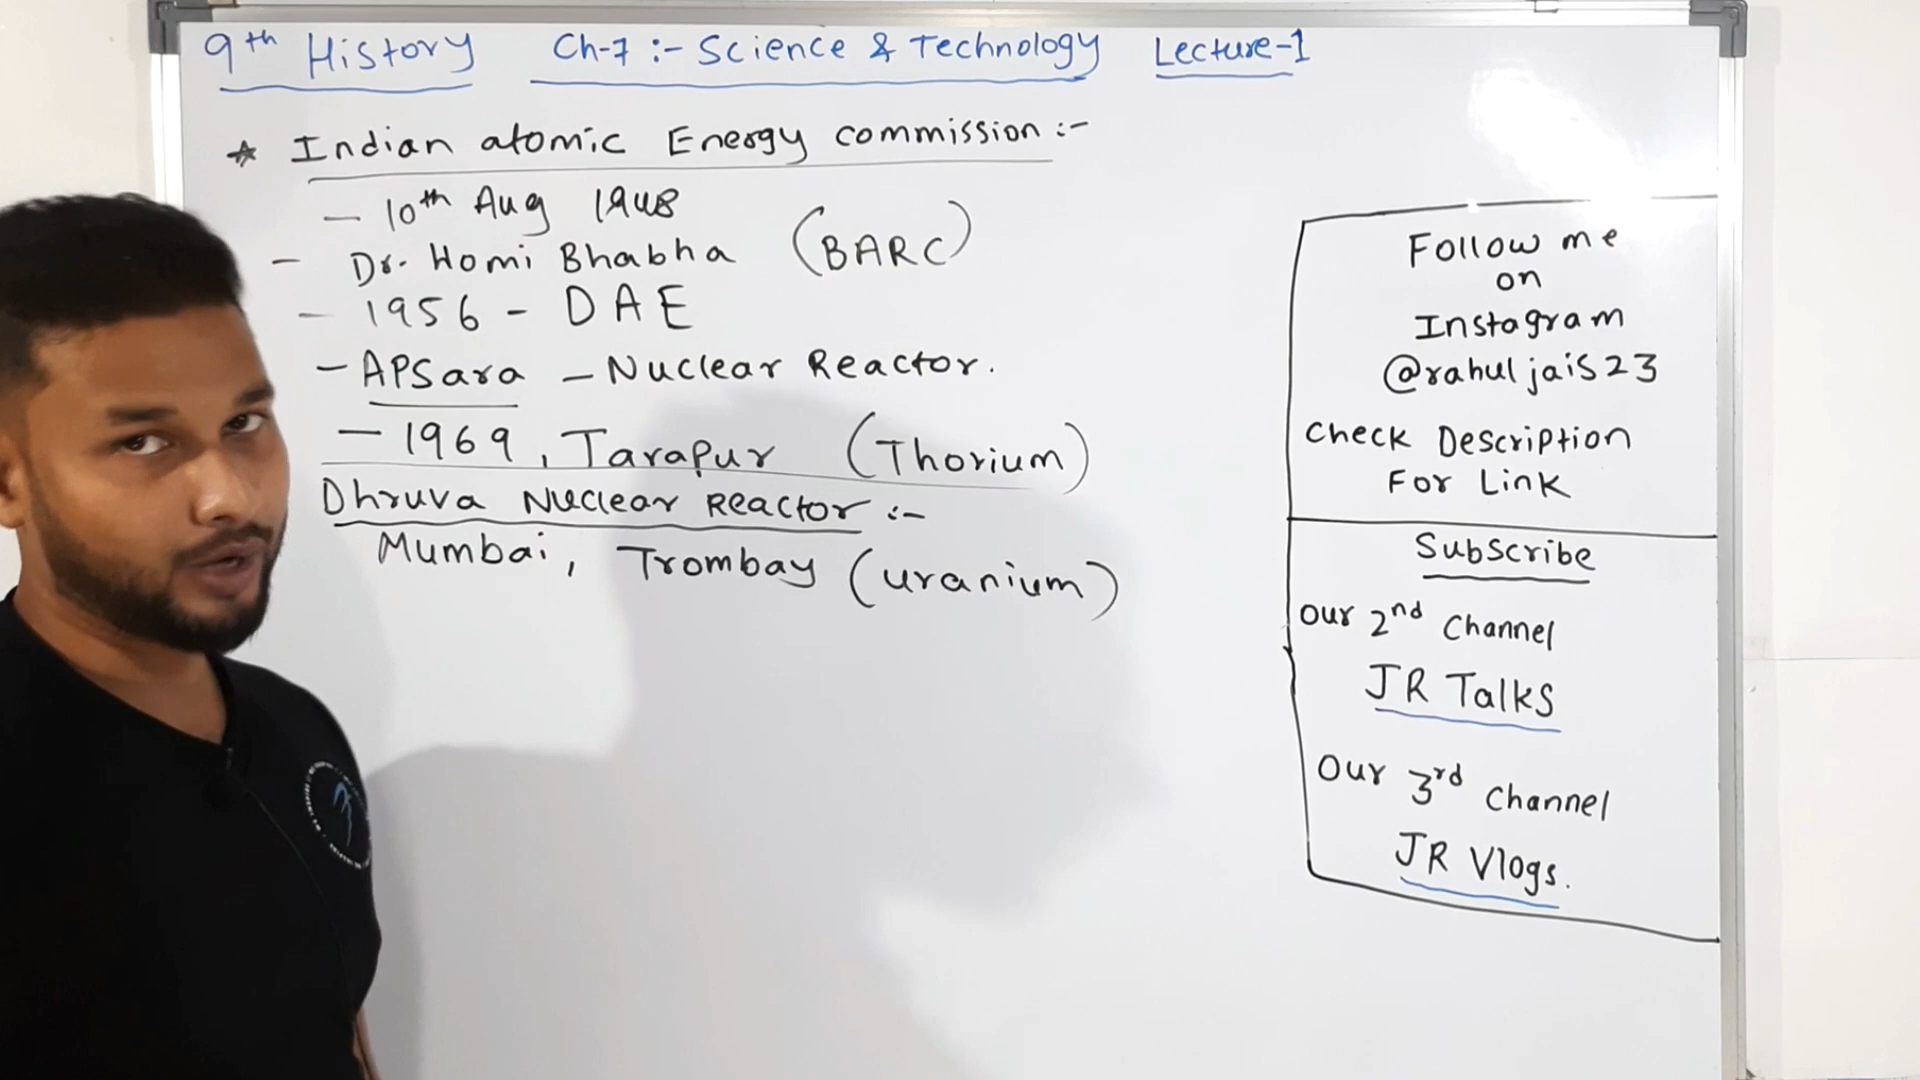 9th History Ch-7 :- Science & Technology Lecture-1
* Indian atomic Energy commission :-
- 10th Aug 1948
- Dr. Homi Bhabha (BARC)
- 1956 - DAE
- APSara - Nuclear Reactor.
- 1969, Tarapur (Thorium)
Dhruva Nuclear Reactor :-
Mumbai, Trombay (uranium)
Follow me
on
Instagram
@rahuljais23
Check Description
For Link
Subscribe
Our 2nd Channel
JR Talks
Our 3rd Channel
JR Vlogs.